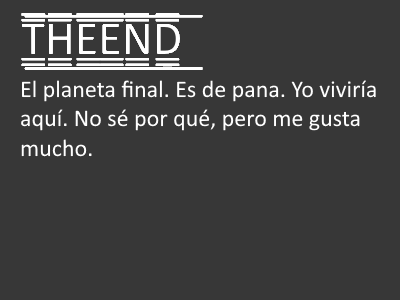 THEEND
El planeta final. Es de pana. Yo viviría
aquí. No sé por qué, pero me gusta
mucho.